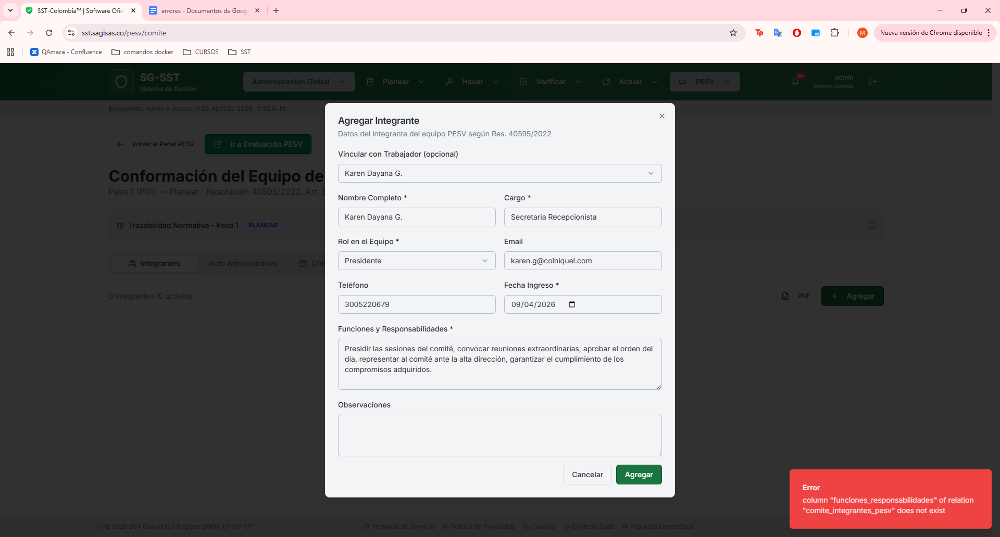 SST-Colombia™ | Software Ofici
errores - Documentos de Goog
sst.sagisas.co/pesv/comite
Tp
M
Nueva versión de Chrome disponible
QAmaca - Confluence
comandos docker
CURSOS
SST
SG-SST
Sistema de Gestión
Administración Global
Planear
Hacer
Verificar
Actuar
PESV
9+
admin
Gerente General
Bienvenido: Admin • Jueves, 9 De Abril De 2026, 11:32 A. M.
Volver al Panel PESV
Ir a Evaluación PESV
Conformación del Equipo de
Paso 1 (P01) — Planear · Resolución 40595/2022, Art. 5
Trazabilidad Normativa - Paso 1
PLANEAR
Integrantes
Acto Administrativo
Cro
0 integrantes (0 activos)
PDF
Agregar
Agregar Integrante
Datos del integrante del equipo PESV según Res. 40595/2022
Vincular con Trabajador (opcional)
Karen Dayana G.
Nombre Completo *
Cargo *
Karen Dayana G.
Secretaria Recepcionista
Rol en el Equipo *
Email
Presidente
karen.g@colniquel.com
Teléfono
Fecha Ingreso *
3005220679
09/04/2026
Funciones y Responsabilidades *
Presidir las sesiones del comité, convocar reuniones extraordinarias, aprobar el orden del
día, representar al comité ante la alta dirección, garantizar el cumplimiento de los
compromisos adquiridos.
Observaciones
Cancelar
Agregar
Error
column "funciones_responsabilidades" of relation
"comite_integrantes_pesv" does not exist
© 2026 SST Colombia | Registro DNDA 13-197-177
Términos de Servicio
Política de Privacidad
Cookies
Contrato SaaS
Propiedad Intelectual